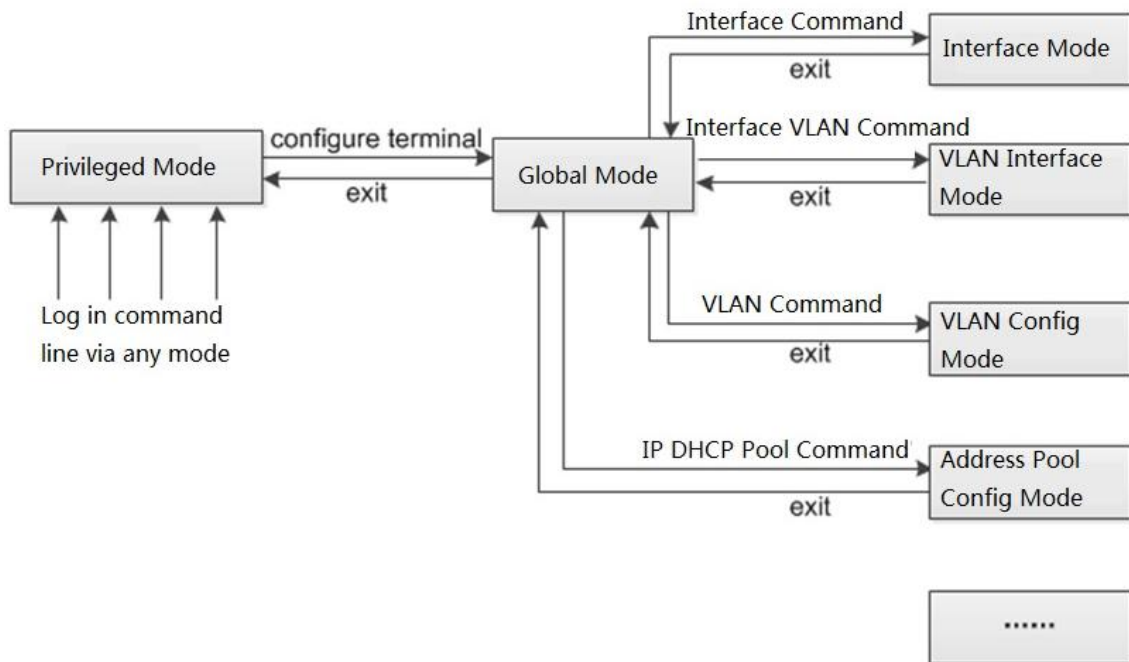 Interface Command
Interface Mode
exit
configure terminal
Interface VLAN Command
Privileged Mode
Global Mode
VLAN Interface
Mode
exit
exit
Log in command
line via any mode
VLAN Command
VLAN Config
Mode
exit
IP DHCP Pool Command
Address Pool
Config Mode
exit
......